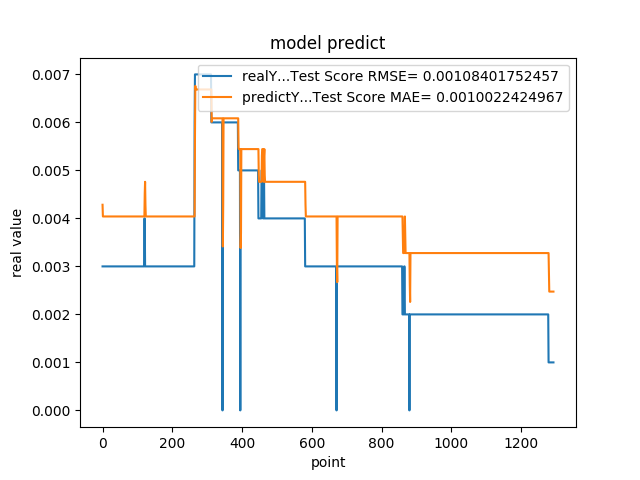 model predict
realY...Test Score RMSE= 0.00108401752457
predictY...Test Score MAE= 0.0010022424967
real value
0.007
0.006
0.005
0.004
0.003
0.002
0.001
0.000
0 200 400 600 800 1000 1200
point